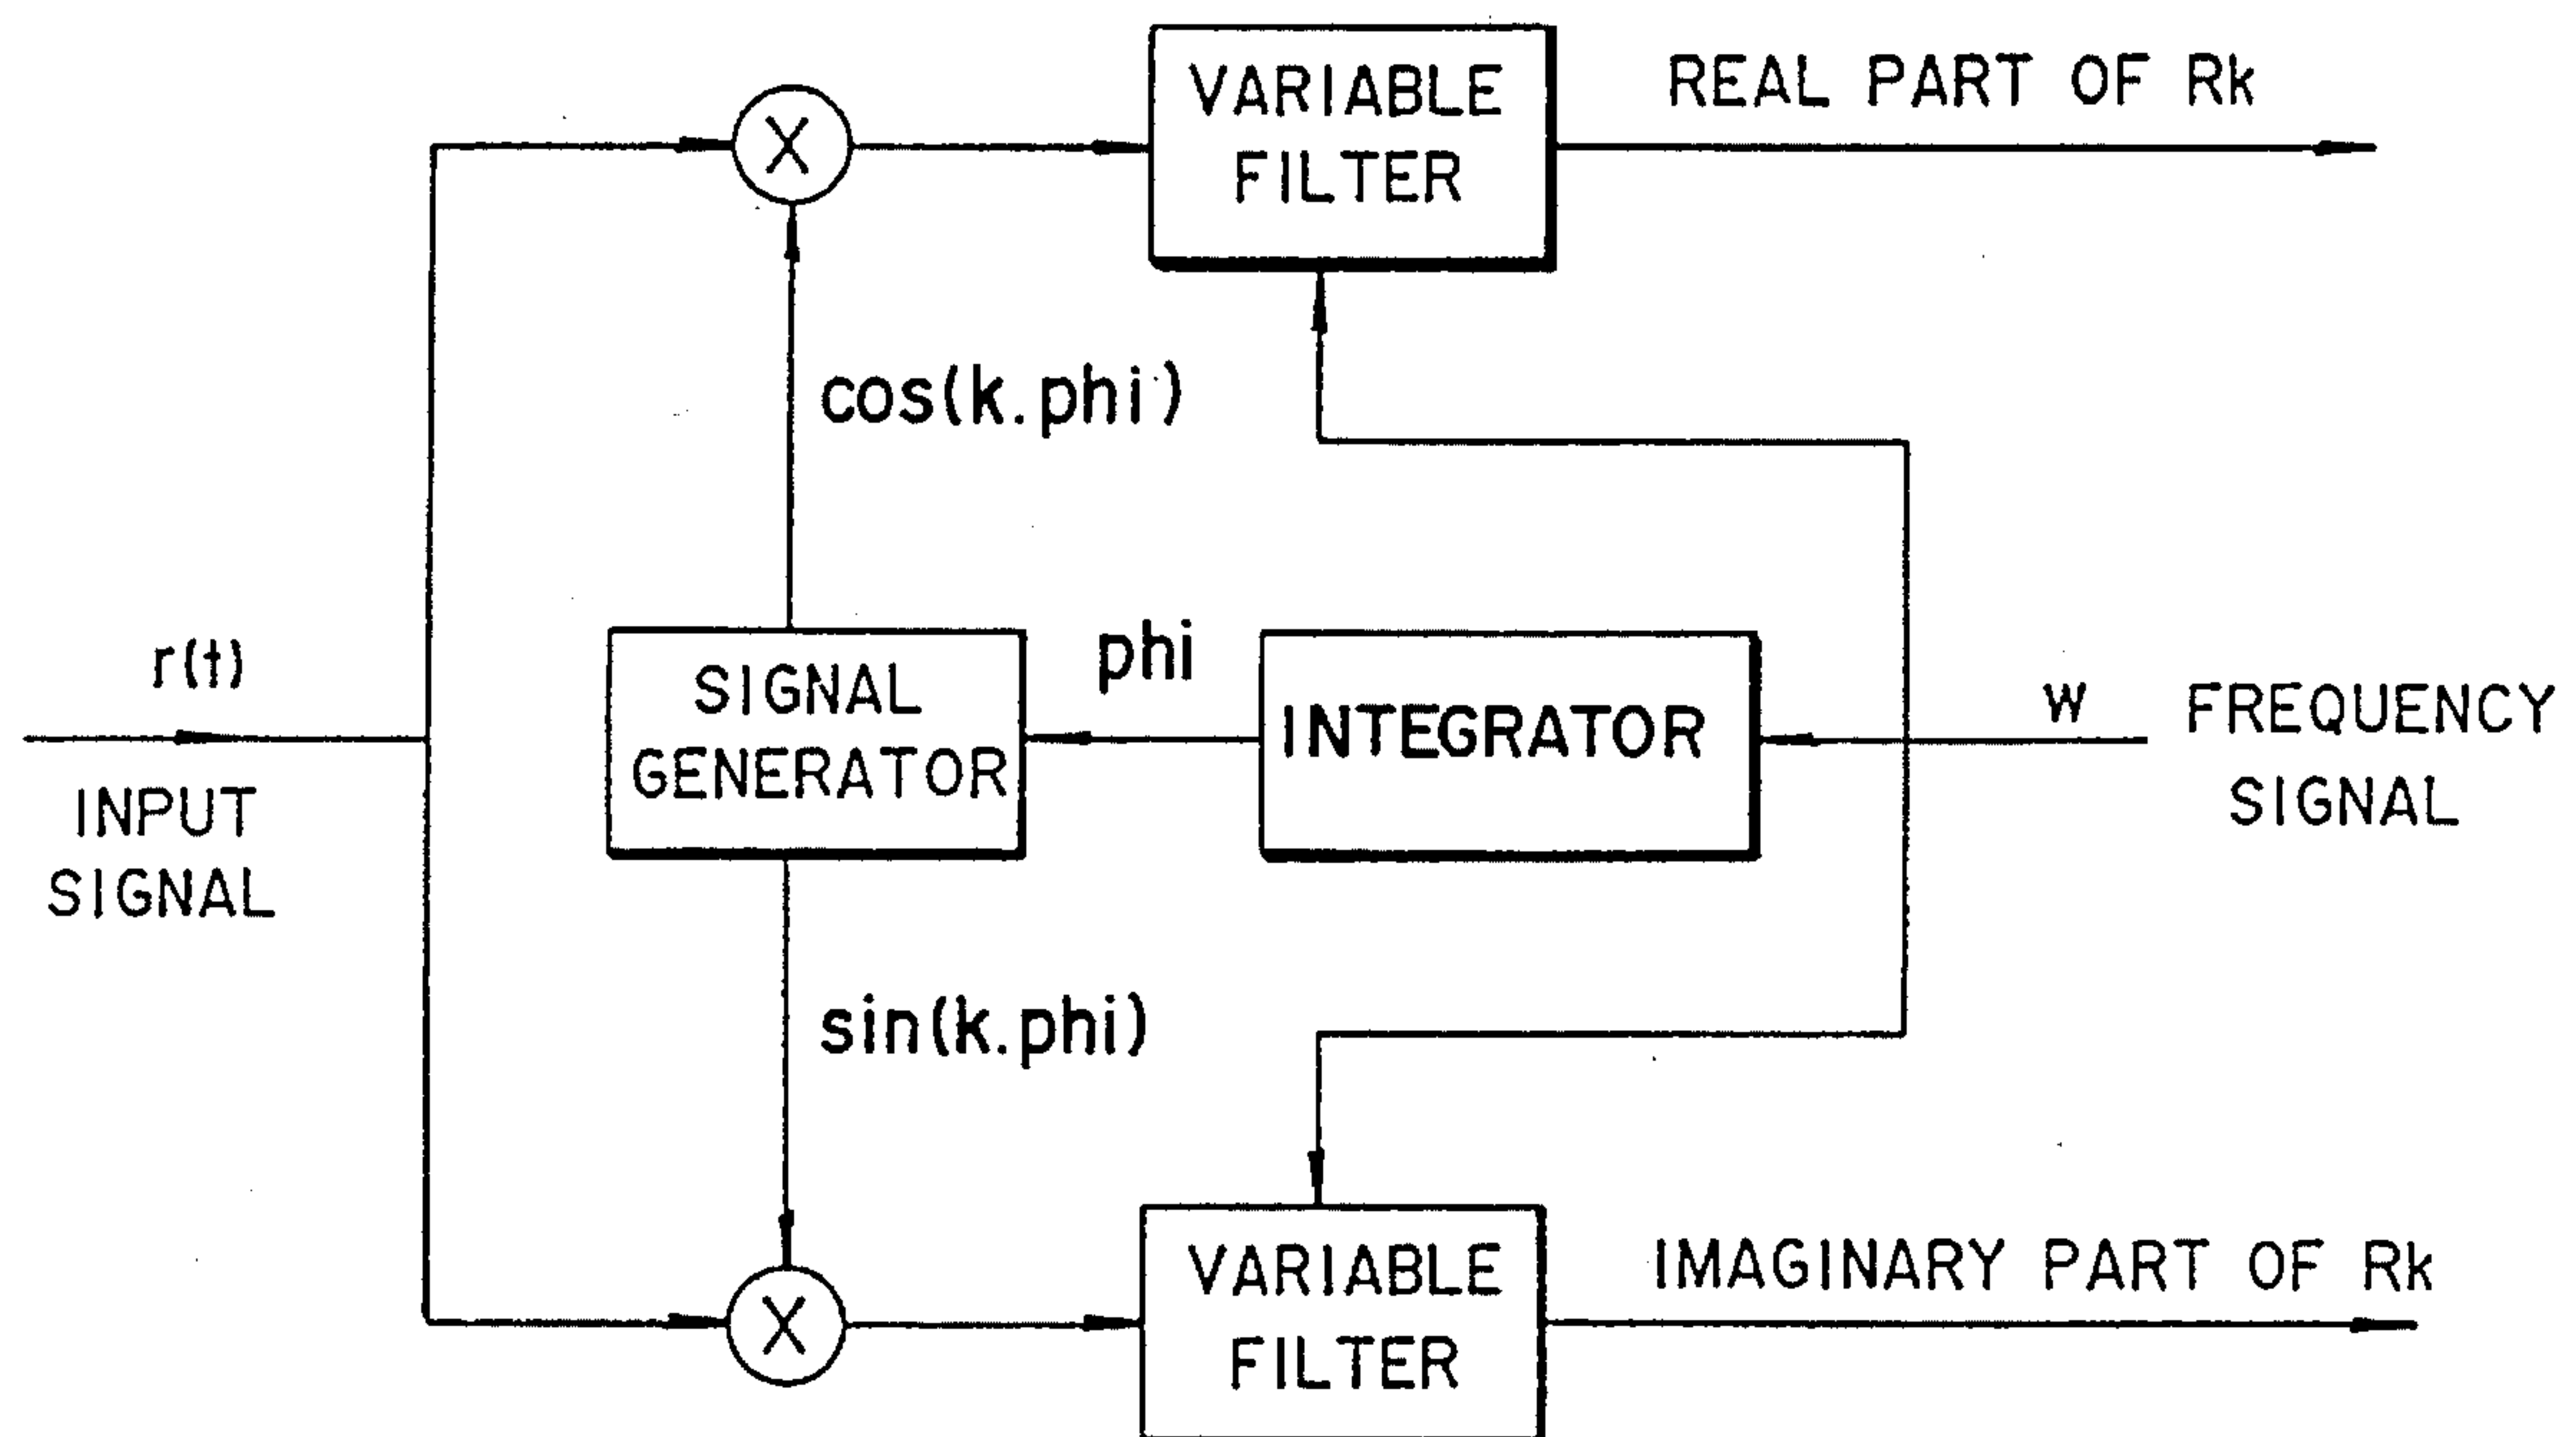 VARIABLE
FILTER
REAL PART OF Rk
X
cos(k.phi)
r(t)
INPUT
SIGNAL
SIGNAL
GENERATOR
phi
INTEGRATOR
w
FREQUENCY
SIGNAL
sin(k.phi)
X
VARIABLE
FILTER
IMAGINARY PART OF Rk